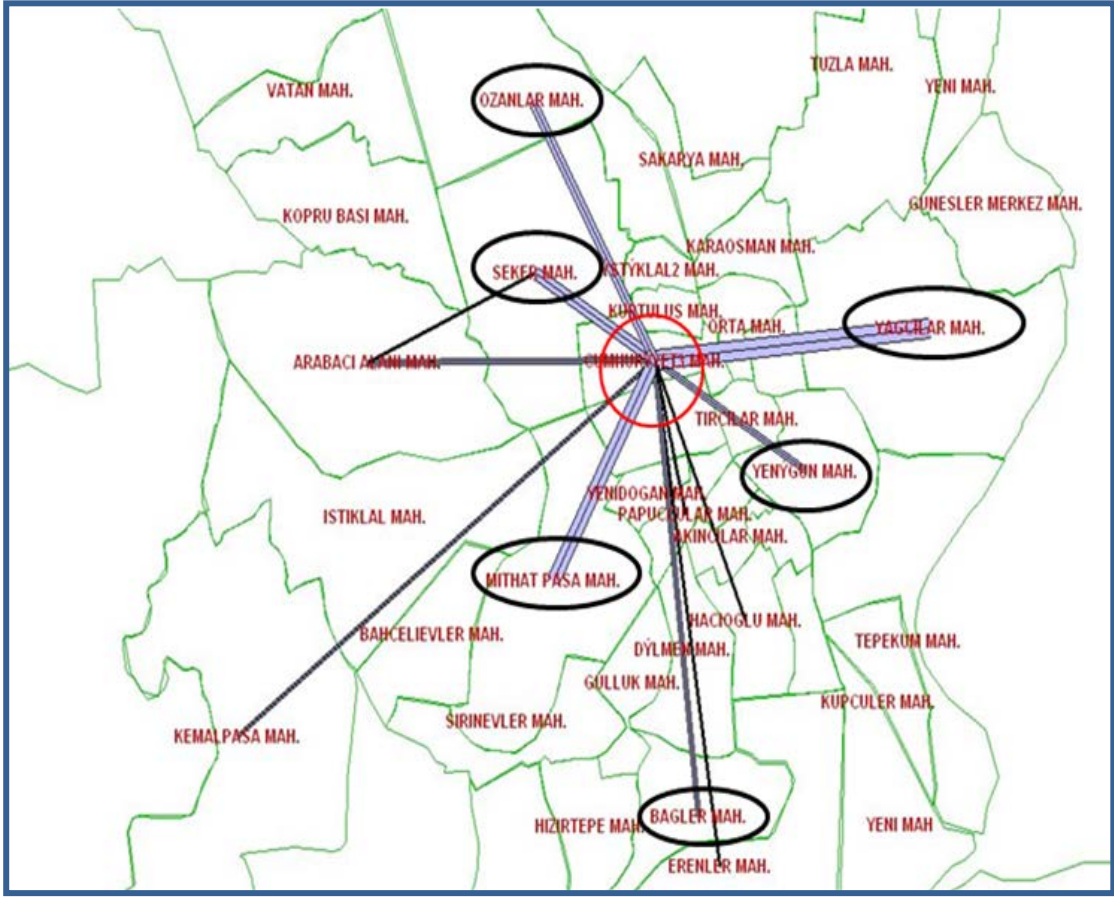 TUZLA MAH.
VATAN MAH.
YENI MAH.
OZANLAR MAH.
SAKARYA MAH.
GUNESLER MERKEZ MAH.
KOPRU BASI MAH.
KARAOSMAN MAH.
SEKER MAH.
YSTÝKLAL2 MAH.
KURTULUS MAH.
ORTA MAH.
YAGCILAR MAH.
ARABACI ALANI MAH.
MAH.
TIRCILAR MAH.
YENYGUN MAH.
YENIDOGAN MAH.
PAPUCCULAR MAH.
ISTIKLAL MAH.
AKINCILAR MAH.
MITHAT PASA MAH.
HACIOGLU MAH.
BAHCELIEVLER MAH.
TEPEKUM MAH.
DÝLMEN MAH.
GULLUK MAH.
KUPCULER MAH.
SIRINEVLER MAH.
KEMALPASA MAH.
BAGLER MAH.
HIZIRTEPE MAH.
YENI MAH
ERENLER MAH.